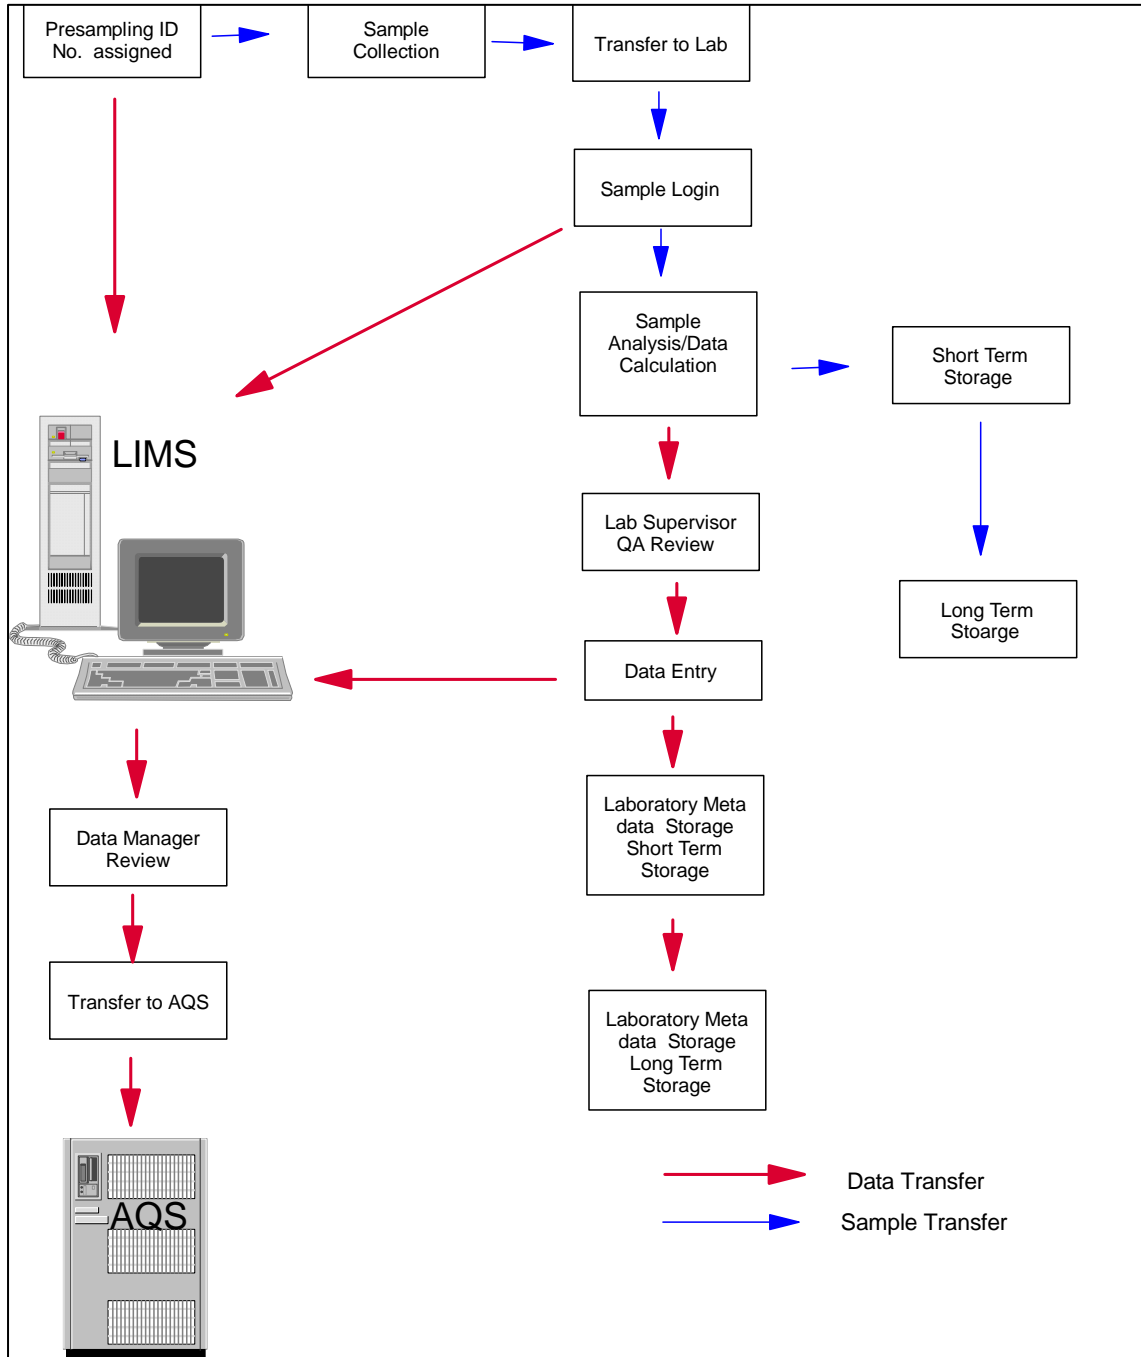 Presampling ID
No. assigned
Sample
Collection
Transfer to Lab
Sample Login
Sample
Analysis/Data
Calculation
Short Term
Storage
LIMS
Lab Supervisor
QA Review
Long Term
Stoarge
Data Entry
Data Manager
Review
Laboratory Meta
data Storage
Short Term
Storage
Transfer to AQS
Laboratory Meta
data Storage
Long Term
Storage
AQS
Data Transfer
Sample Transfer